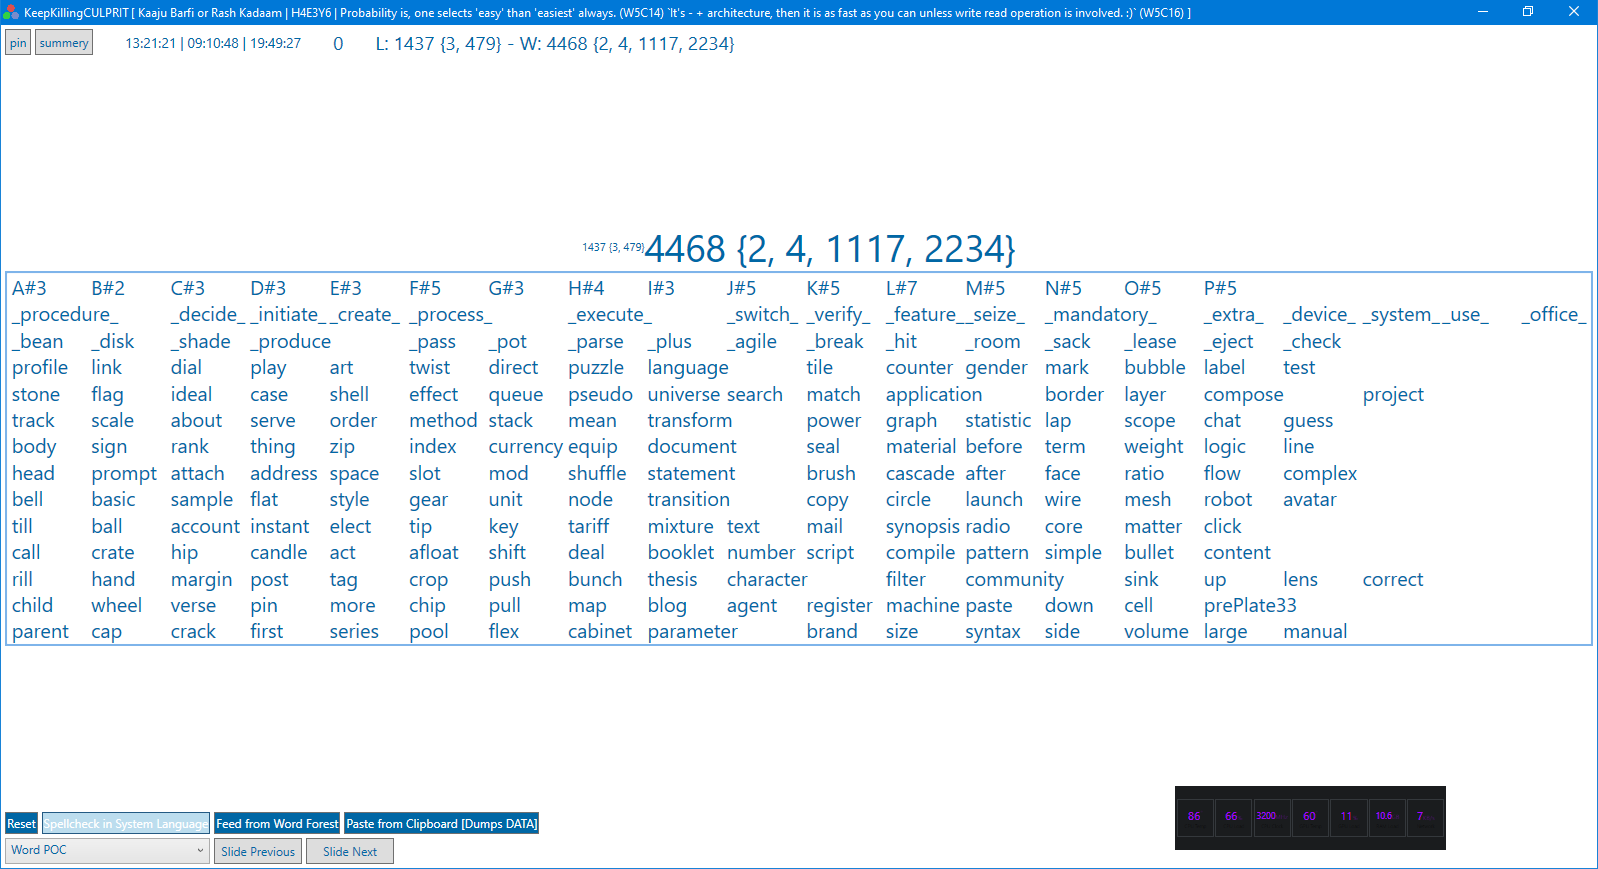 KeepKillingCULPRIT [ Kaaju Barfi or Rash Kadaam | H4E3Y6 | Probability is, one selects 'easy' than 'easiest' always. (W5C14) `It's - + architecture, then it is as fast as you can unless write read operation is involved. :)` (W5C16) ]
pin summery 13:21:21 | 09:10:48 | 19:49:27 0 L: 1437 {3, 479} - W: 4468 {2, 4, 1117, 2234}
1437 {3, 479} 4468 {2, 4, 1117, 2234}
A#3 B#2 C#3 D#3 E#3 F#5 G#3 H#4 I#3 J#5 K#5 L#7 M#5 N#5 O#5 P#5
_procedure_ _decide_ _initiate_ _create_ _process_ _execute_ _switch_ _verify_ _feature_ _seize_ _mandatory_ _extra_ _device_ _system_ _use_ _office_
_bean _disk _shade _produce _pass _pot _parse _plus _agile _break _hit _room _sack _lease _eject _check
profile link dial play art twist direct puzzle language tile counter gender mark bubble label test
stone flag ideal case shell effect queue pseudo universe search match application border layer compose project
track scale about serve order method stack mean transform power graph statistic lap scope chat guess
body sign rank thing zip index currency equip document seal material before term weight logic line
head prompt attach address space slot mod shuffle statement brush cascade after face ratio flow complex
bell basic sample flat style gear unit node transition copy circle launch wire mesh robot avatar
till ball account instant elect tip key tariff mixture text mail synopsis radio core matter click
call crate hip candle act afloat shift deal booklet number script compile pattern simple bullet content
rill hand margin post tag crop push bunch thesis character filter community sink up lens correct
child wheel verse pin more chip pull map blog agent register machine paste down cell prePlate33
parent cap crack first series pool flex cabinet parameter brand size syntax side volume large manual
86 66 3200 60 11 10.6 7
Reset Spellcheck in System Language Feed from Word Forest Paste from Clipboard [Dumps DATA]
Word POC Slide Previous Slide Next